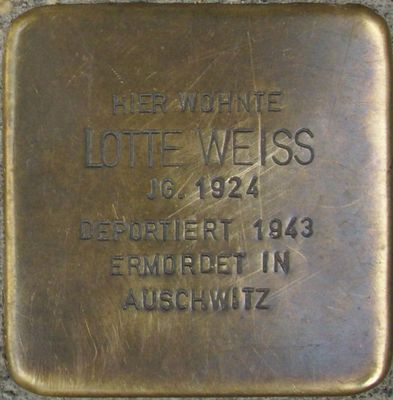 HIER WOHNTE
LOTTE WEISS
JG. 1924
DEPORTIERT 1943
ERMORDET IN
AUSCHWITZ